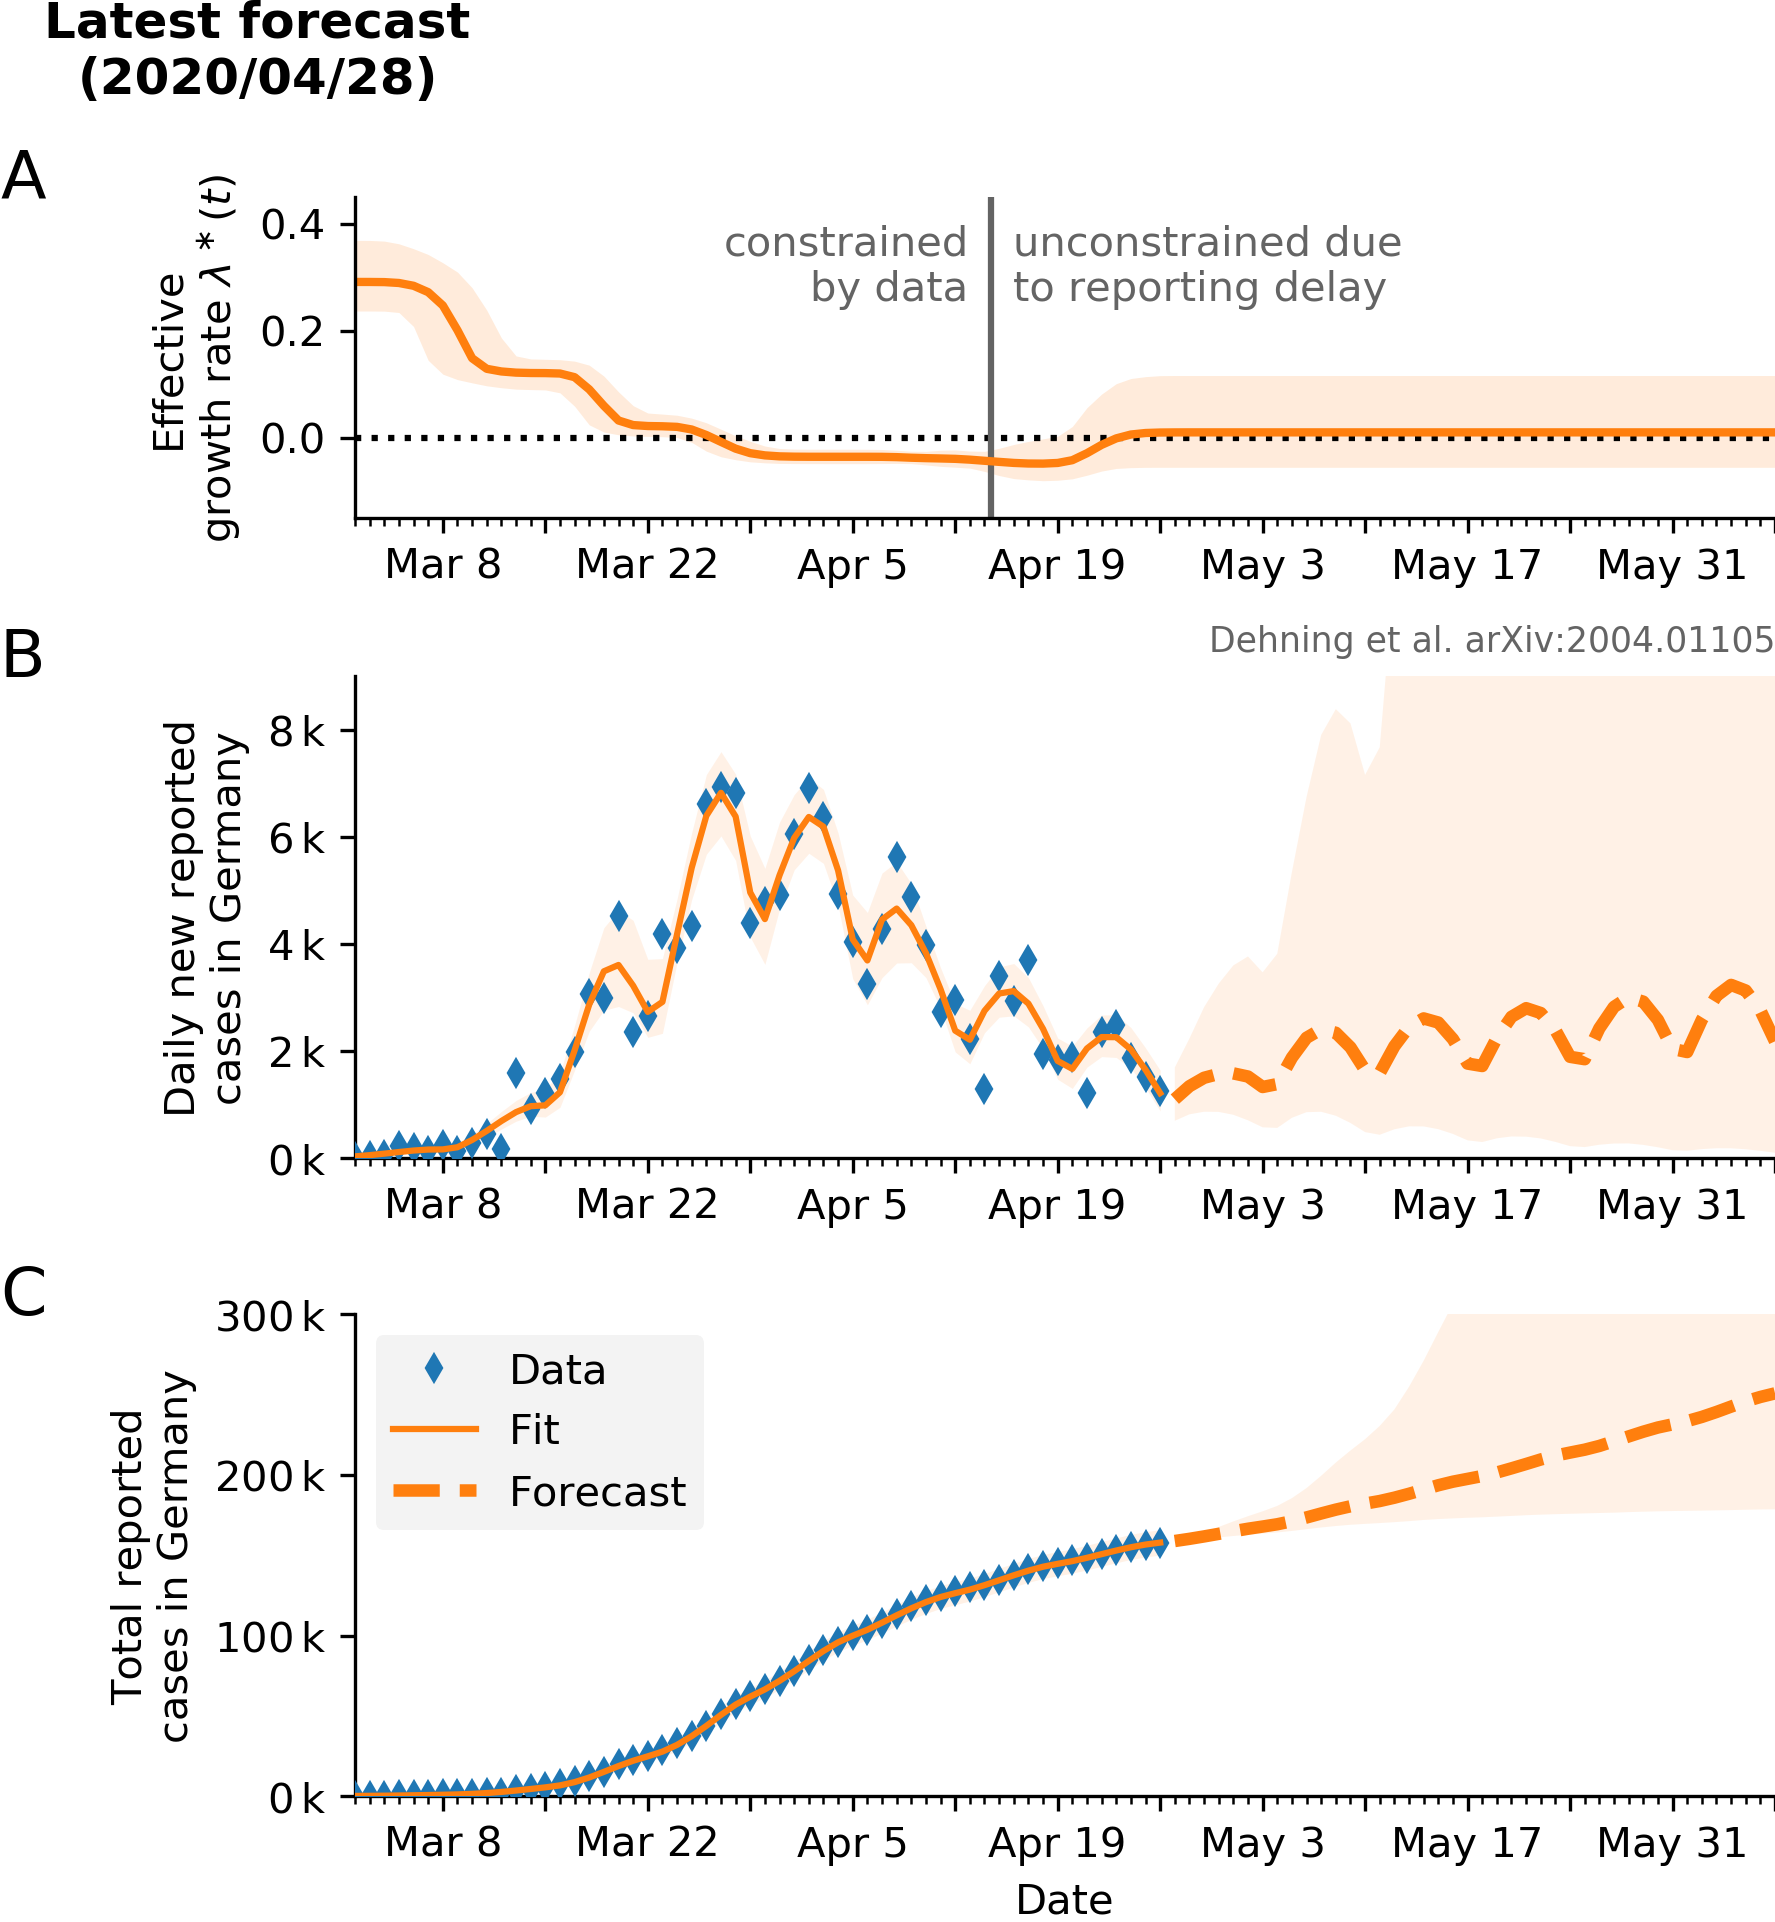 Latest forecast
(2020/04/28)
A
Effective
growth rate λ * (t)
0.4
0.2
0.0
constrained
by data
unconstrained due
to reporting delay
Mar 8
Mar 22
Apr 5
Apr 19
May 3
May 17
May 31
B
Dehning et al. arXiv:2004.01105
Daily new reported
cases in Germany
8 k
6 k
4 k
2 k
0 k
Mar 8
Mar 22
Apr 5
Apr 19
May 3
May 17
May 31
C
Total reported
cases in Germany
300 k
200 k
100 k
0 k
Data
Fit
Forecast
Mar 8
Mar 22
Apr 5
Apr 19
May 3
May 17
May 31
Date